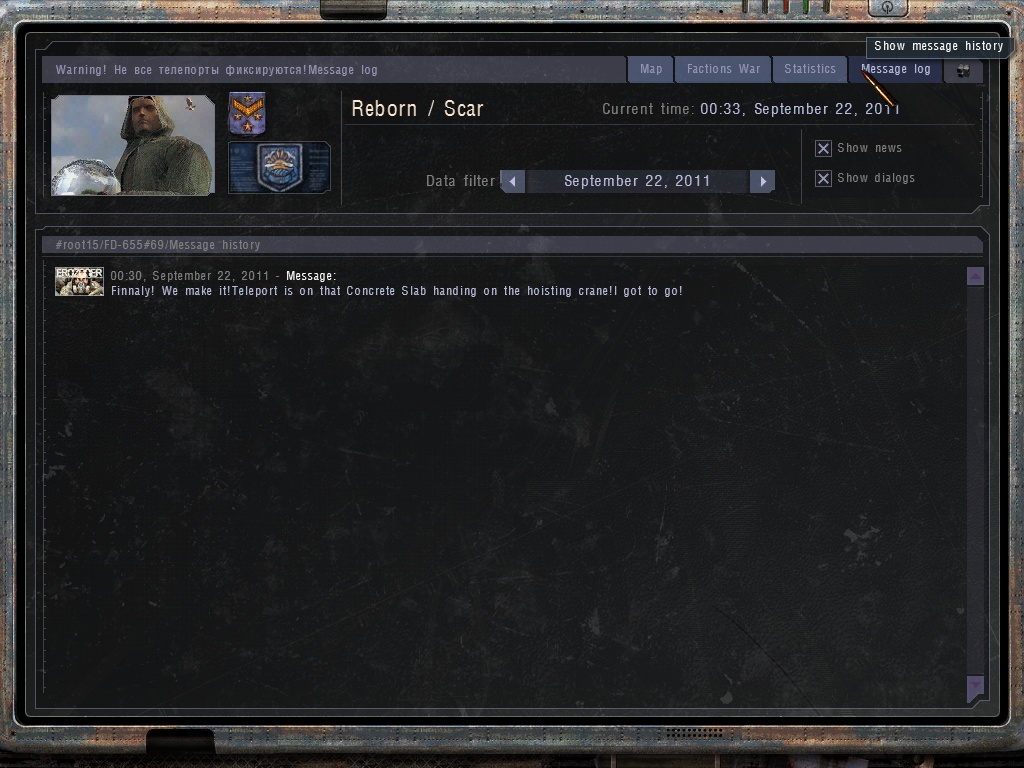 Show message history
Warning! Не все телепорты фиксируются!Message log
Map
Factions War
Statistics
Message log
Reborn / Scar
Current time: 00:33, September 22, 2011
Show news
Data filter
September 22, 2011
Show dialogs
#root15/FD-655#69/Message history
00:30, September 22, 2011 - Message:
Finnaly! We make it!Teleport is on that Concrete Slab handing on the hoisting crane!I got to go!